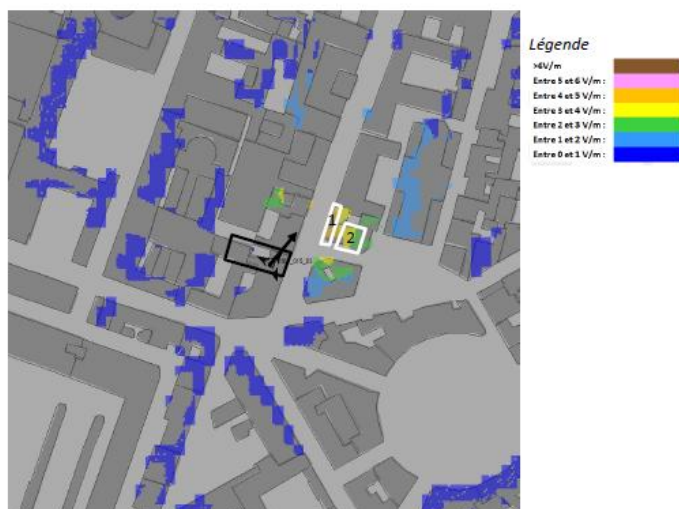 Légende
>6V/m
Entre 5 et 6 V/m :
Entre 4 et 5 V/m :
Entre 3 et 4 V/m :
Entre 2 et 3 V/m :
Entre 1 et 2 V/m :
Entre 0 et 1 V/m :
1
2